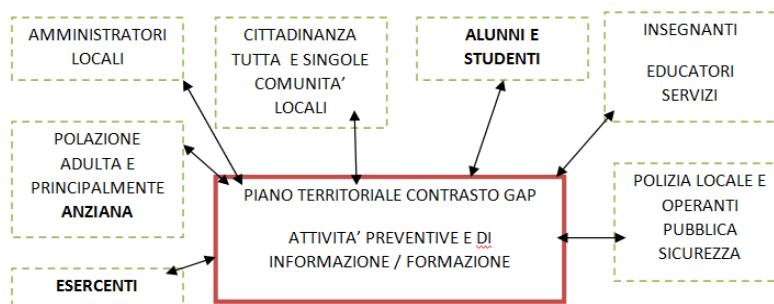 AMMINISTRATORI
LOCALI
CITTADINANZA
TUTTA E SINGOLE
COMUNITA’
LOCALI
ALUNNI E
STUDENTI
INSEGNANTI
EDUCATORI
SERVIZI
POLAZIONE
ADULTA E
PRINCIPALMENTE
ANZIANA
PIANO TERRITORIALE CONTRASTO GAP
ATTIVITA’ PREVENTIVE E DI
INFORMAZIONE / FORMAZIONE
POLIZIA LOCALE E
OPERANTI
PUBBLICA
SICUREZZA
ESERCENTI